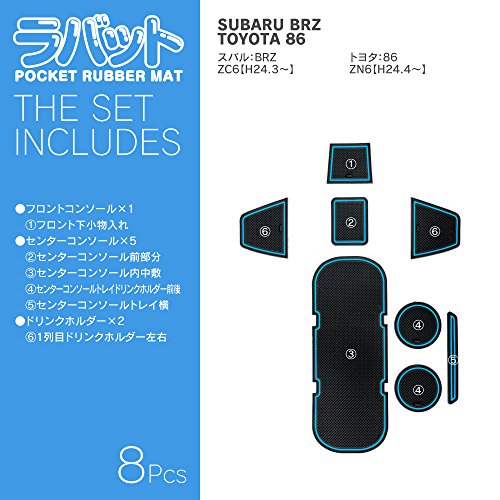 ラバット
POCKET RUBBER MAT
THE SET
INCLUDES
●フロントコンソール×1
①フロント下小物入れ
●センターコンソール×5
②センターコンソール前部分
③センターコンソール内中敷
④センターコンソールトレイドリンクホルダー前後
⑤センターコンソールトレイ横
●ドリンクホルダー×2
⑥1列目ドリンクホルダー左右
8Pcs
SUBARU BRZ
TOYOTA 86
スバル:BRZ
ZC6【H24.3〜】
トヨタ:86
ZN6【H24.4〜】
①
⑥
②
⑥
③
④
⑤
④